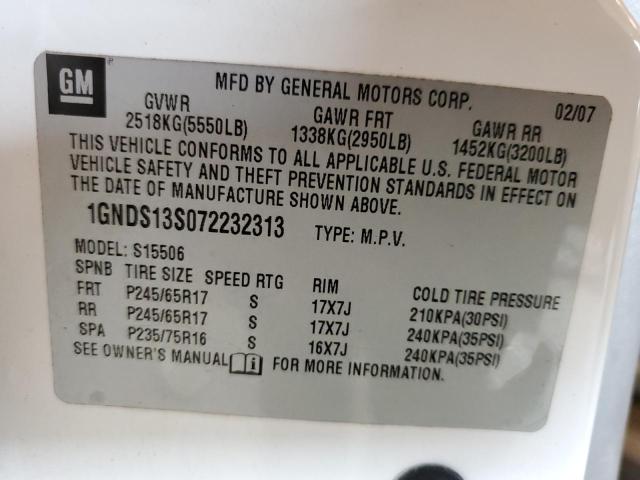 GM
MFD BY GENERAL MOTORS CORP. 02/07
GVWR GAWR FRT GAWR RR
2518KG(5550LB) 1338KG(2950LB) 1452KG(3200LB)
THIS VEHICLE CONFORMS TO ALL APPLICABLE U.S. FEDERAL MOTOR
VEHICLE SAFETY AND THEFT PREVENTION STANDARDS IN EFFECT ON
THE DATE OF MANUFACTURE SHOWN ABOVE.
1GNDS13S072232313 TYPE: M.P.V.
MODEL: S15506
SPNB TIRE SIZE SPEED RTG RIM COLD TIRE PRESSURE
FRT P245/65R17 S 17X7J 210KPA(30PSI)
RR P245/65R17 S 17X7J 240KPA(35PSI)
SPA P235/75R16 S 16X7J 240KPA(35PSI)
SEE OWNER'S MANUAL FOR MORE INFORMATION.